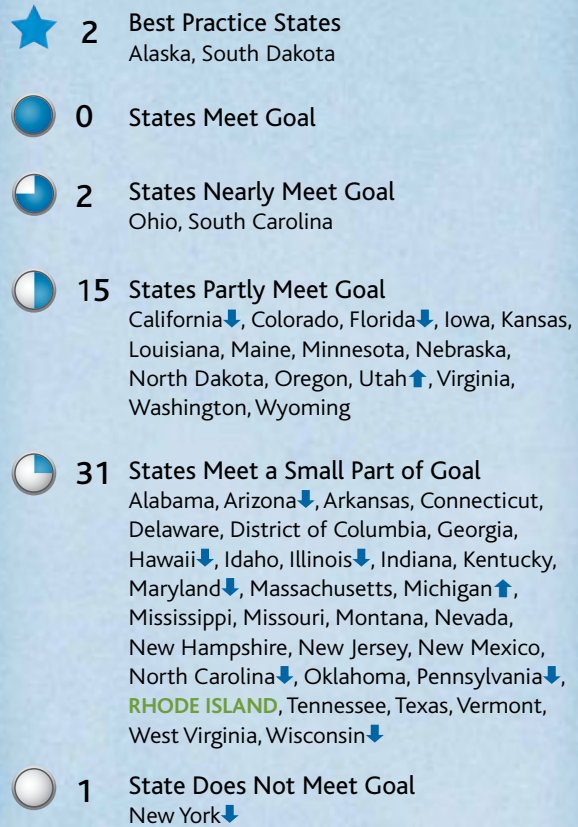 2 Best Practice States
Alaska, South Dakota
0 States Meet Goal
2 States Nearly Meet Goal
Ohio, South Carolina
15 States Partly Meet Goal
California⬇, Colorado, Florida⬇, Iowa, Kansas,
Louisiana, Maine, Minnesota, Nebraska,
North Dakota, Oregon, Utah⬆, Virginia,
Washington, Wyoming
31 States Meet a Small Part of Goal
Alabama, Arizona⬇, Arkansas, Connecticut,
Delaware, District of Columbia, Georgia,
Hawaii⬇, Idaho, Illinois⬇, Indiana, Kentucky,
Maryland⬇, Massachusetts, Michigan⬆,
Mississippi, Missouri, Montana, Nevada,
New Hampshire, New Jersey, New Mexico,
North Carolina⬇, Oklahoma, Pennsylvania⬇,
RHODE ISLAND, Tennessee, Texas, Vermont,
West Virginia, Wisconsin⬇
1 State Does Not Meet Goal
New York⬇